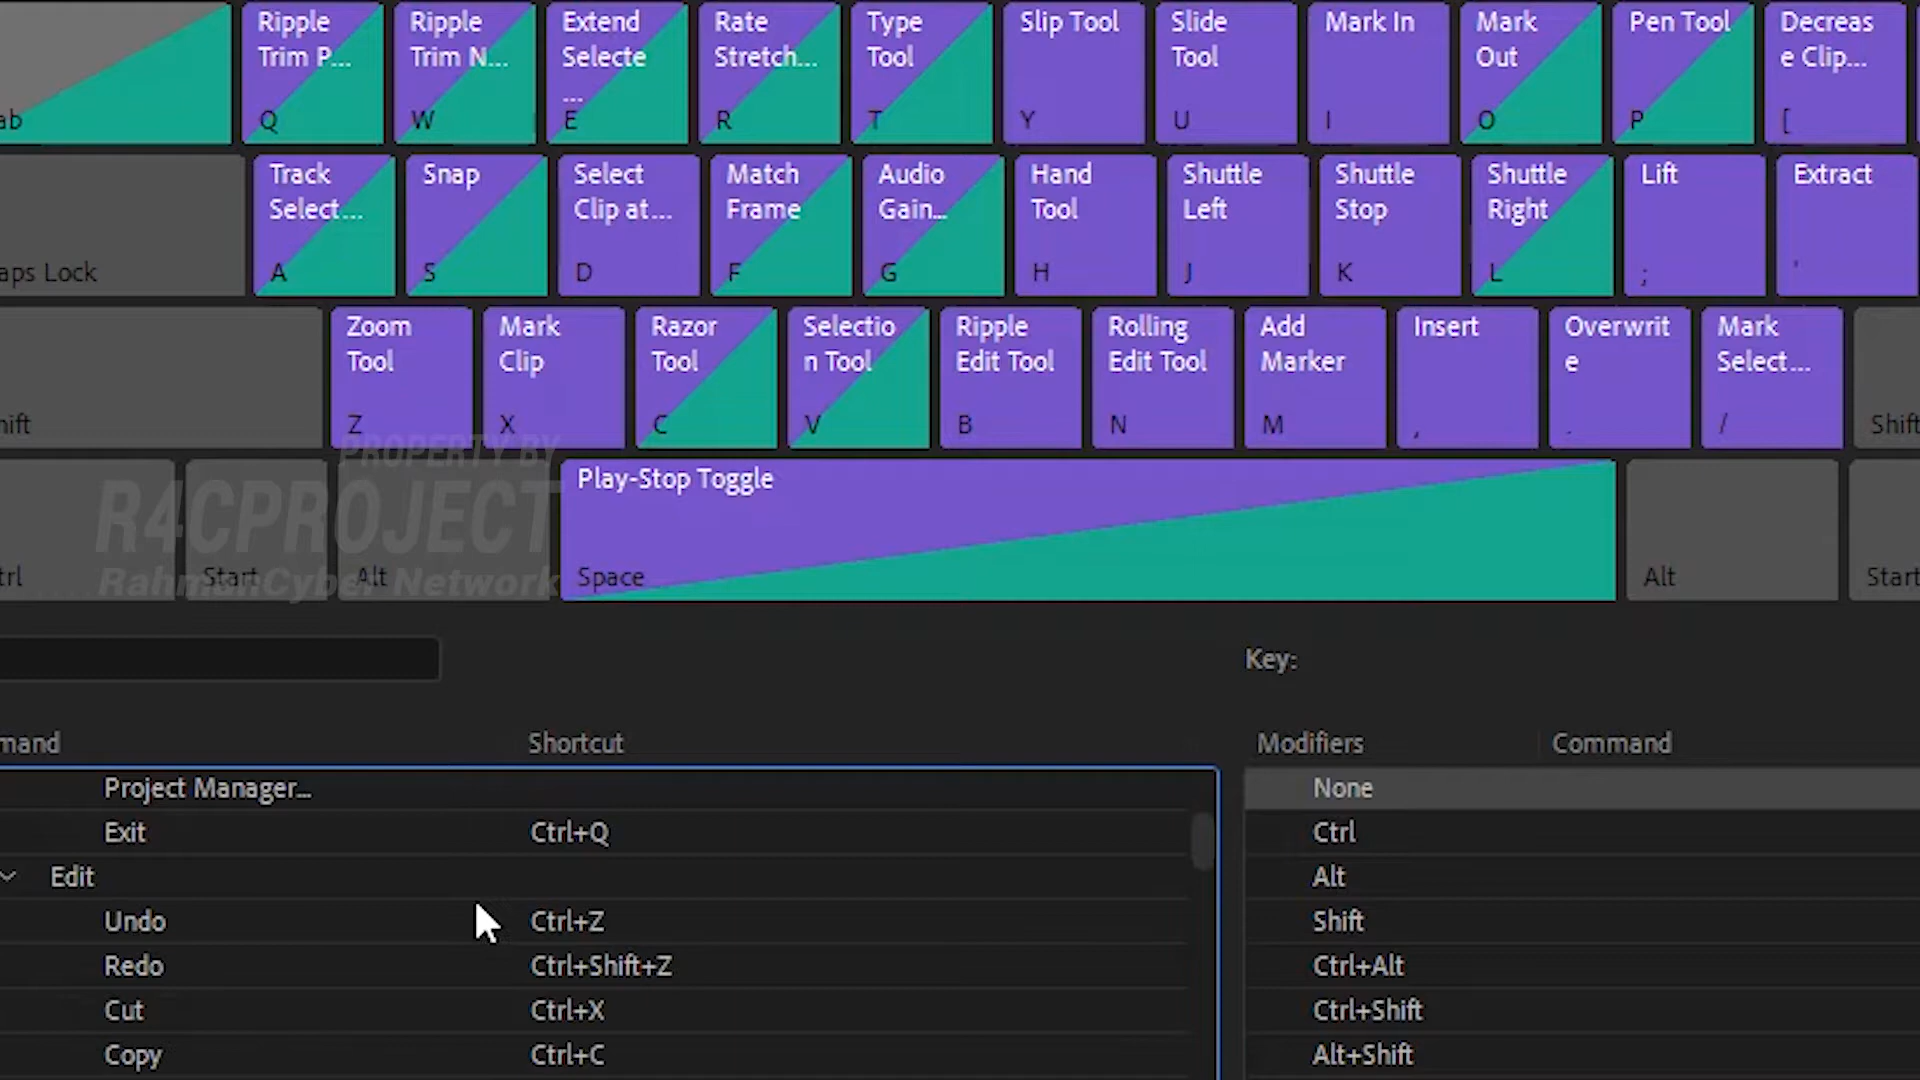 Ripple Trim P...
Ripple Trim N...
Extend Selecte ...
Rate Stretch...
Type Tool
Slip Tool
Slide Tool
Mark In
Mark Out
Pen Tool
Decreas e Clip...
ab
Q
W
E
R
T
Y
U
I
O
P
[
Track Select...
Snap
Select Clip at...
Match Frame
Audio Gain...
Hand Tool
Shuttle Left
Shuttle Stop
Shuttle Right
Lift
Extract
aps Lock
A
S
D
F
G
H
J
K
L
;
'
Zoom Tool
Mark Clip
Razor Tool
Selectio n Tool
Ripple Edit Tool
Rolling Edit Tool
Add Marker
Insert
Overwrit e
Mark Select...
hift
Z
X
C
V
B
N
M
,
.
/
Shift
PROPERTY BY
R4CPROJECT
RahmanCyber Network
Play-Stop Toggle
trl
Start
Alt
Space
Alt
Start
Key:
mand
Shortcut
Modifiers
Command
Project Manager...
None
Exit
Ctrl+Q
Ctrl
Edit
Alt
Undo
Ctrl+Z
Shift
Redo
Ctrl+Shift+Z
Ctrl+Alt
Cut
Ctrl+X
Ctrl+Shift
Copy
Ctrl+C
Alt+Shift